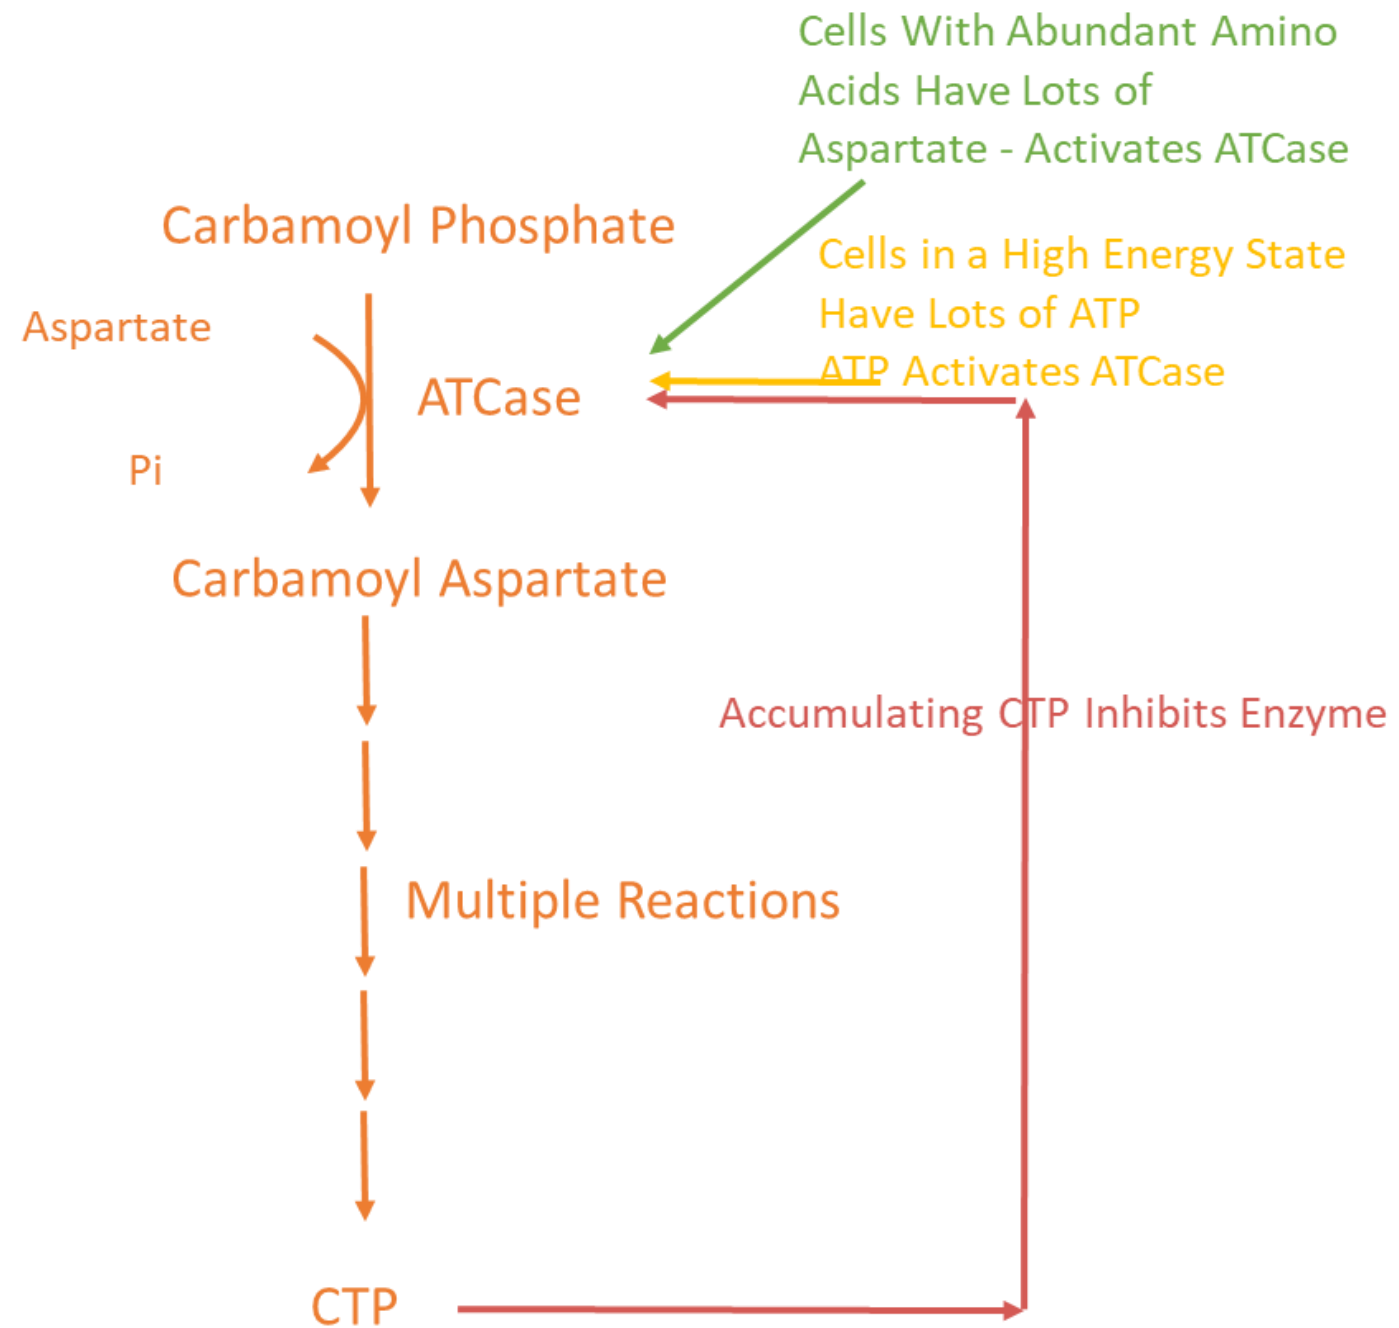 Cells With Abundant Amino
Acids Have Lots of
Aspartate - Activates ATCase
Carbamoyl Phosphate
Cells in a High Energy State
Have Lots of ATP
ATP Activates ATCase
Aspartate
ATCase
Pi
Carbamoyl Aspartate
Accumulating CTP Inhibits Enzyme
Multiple Reactions
CTP